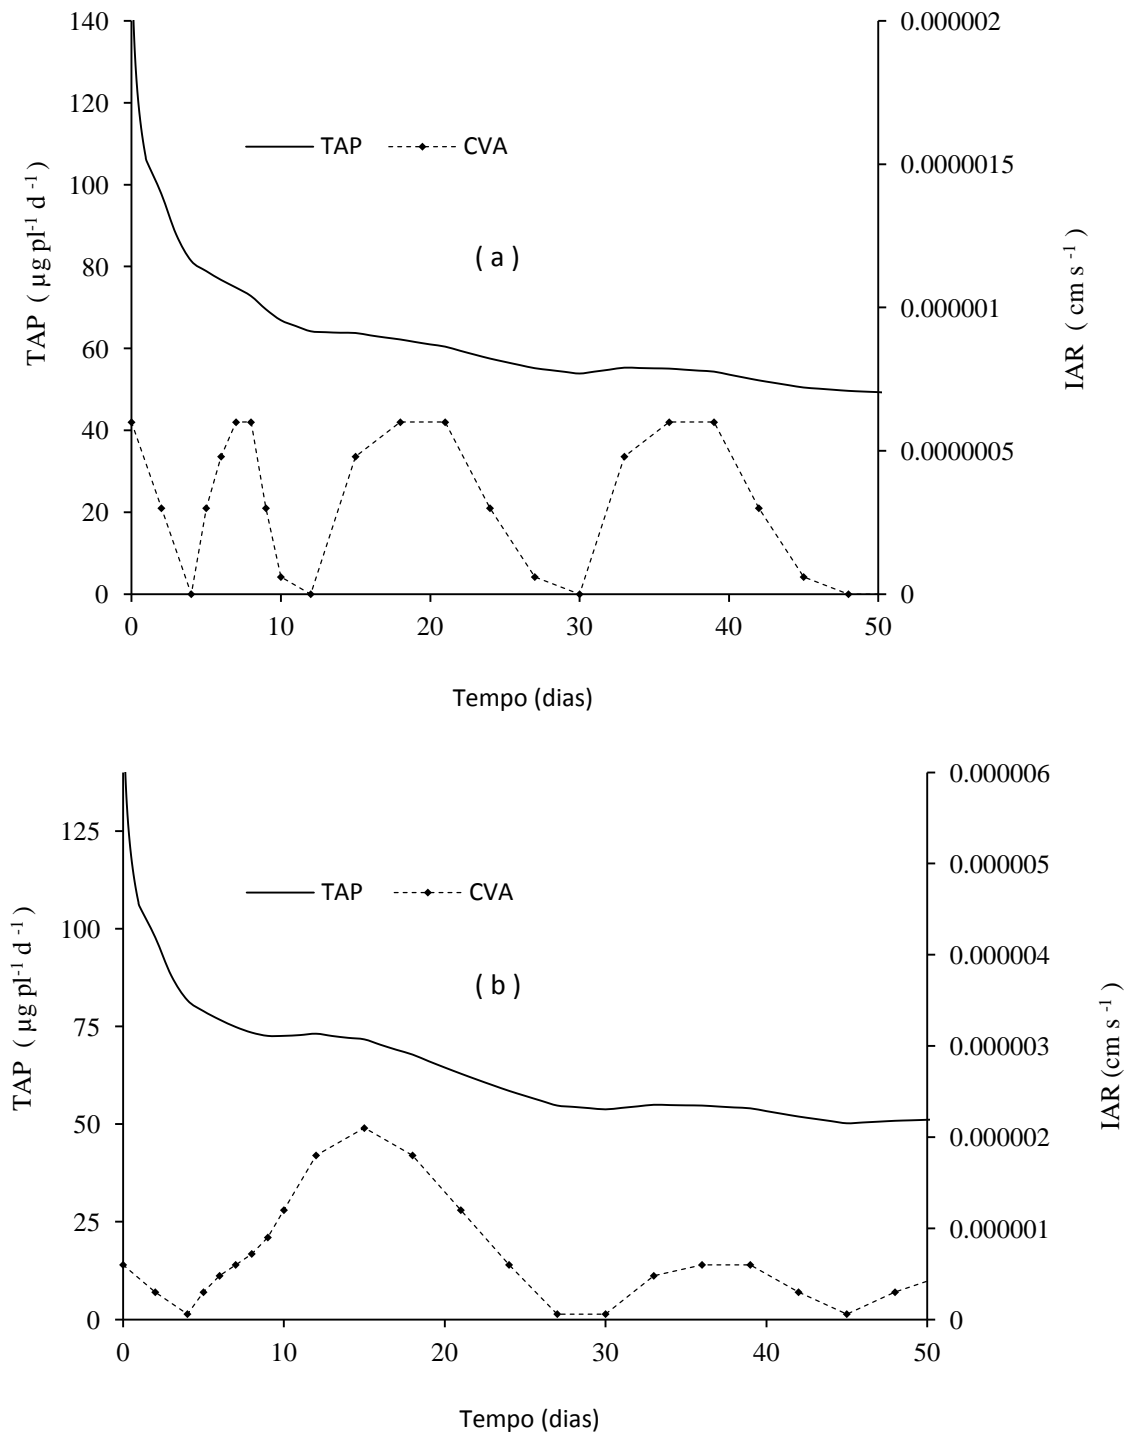 140
120
100
80
60
40
20
0
TAP ( µg pl-1 d -1 )
TAP
CVA
( a )
0.000002
0.0000015
0.000001
0.0000005
0
IAR ( cm s -1 )
0 10 20 30 40 50
Tempo (dias)
125
100
75
50
25
0
TAP ( µg pl-1 d -1 )
TAP
CVA
( b )
0.000006
0.000005
0.000004
0.000003
0.000002
0.000001
0
IAR (cm s -1 )
0 10 20 30 40 50
Tempo (dias)